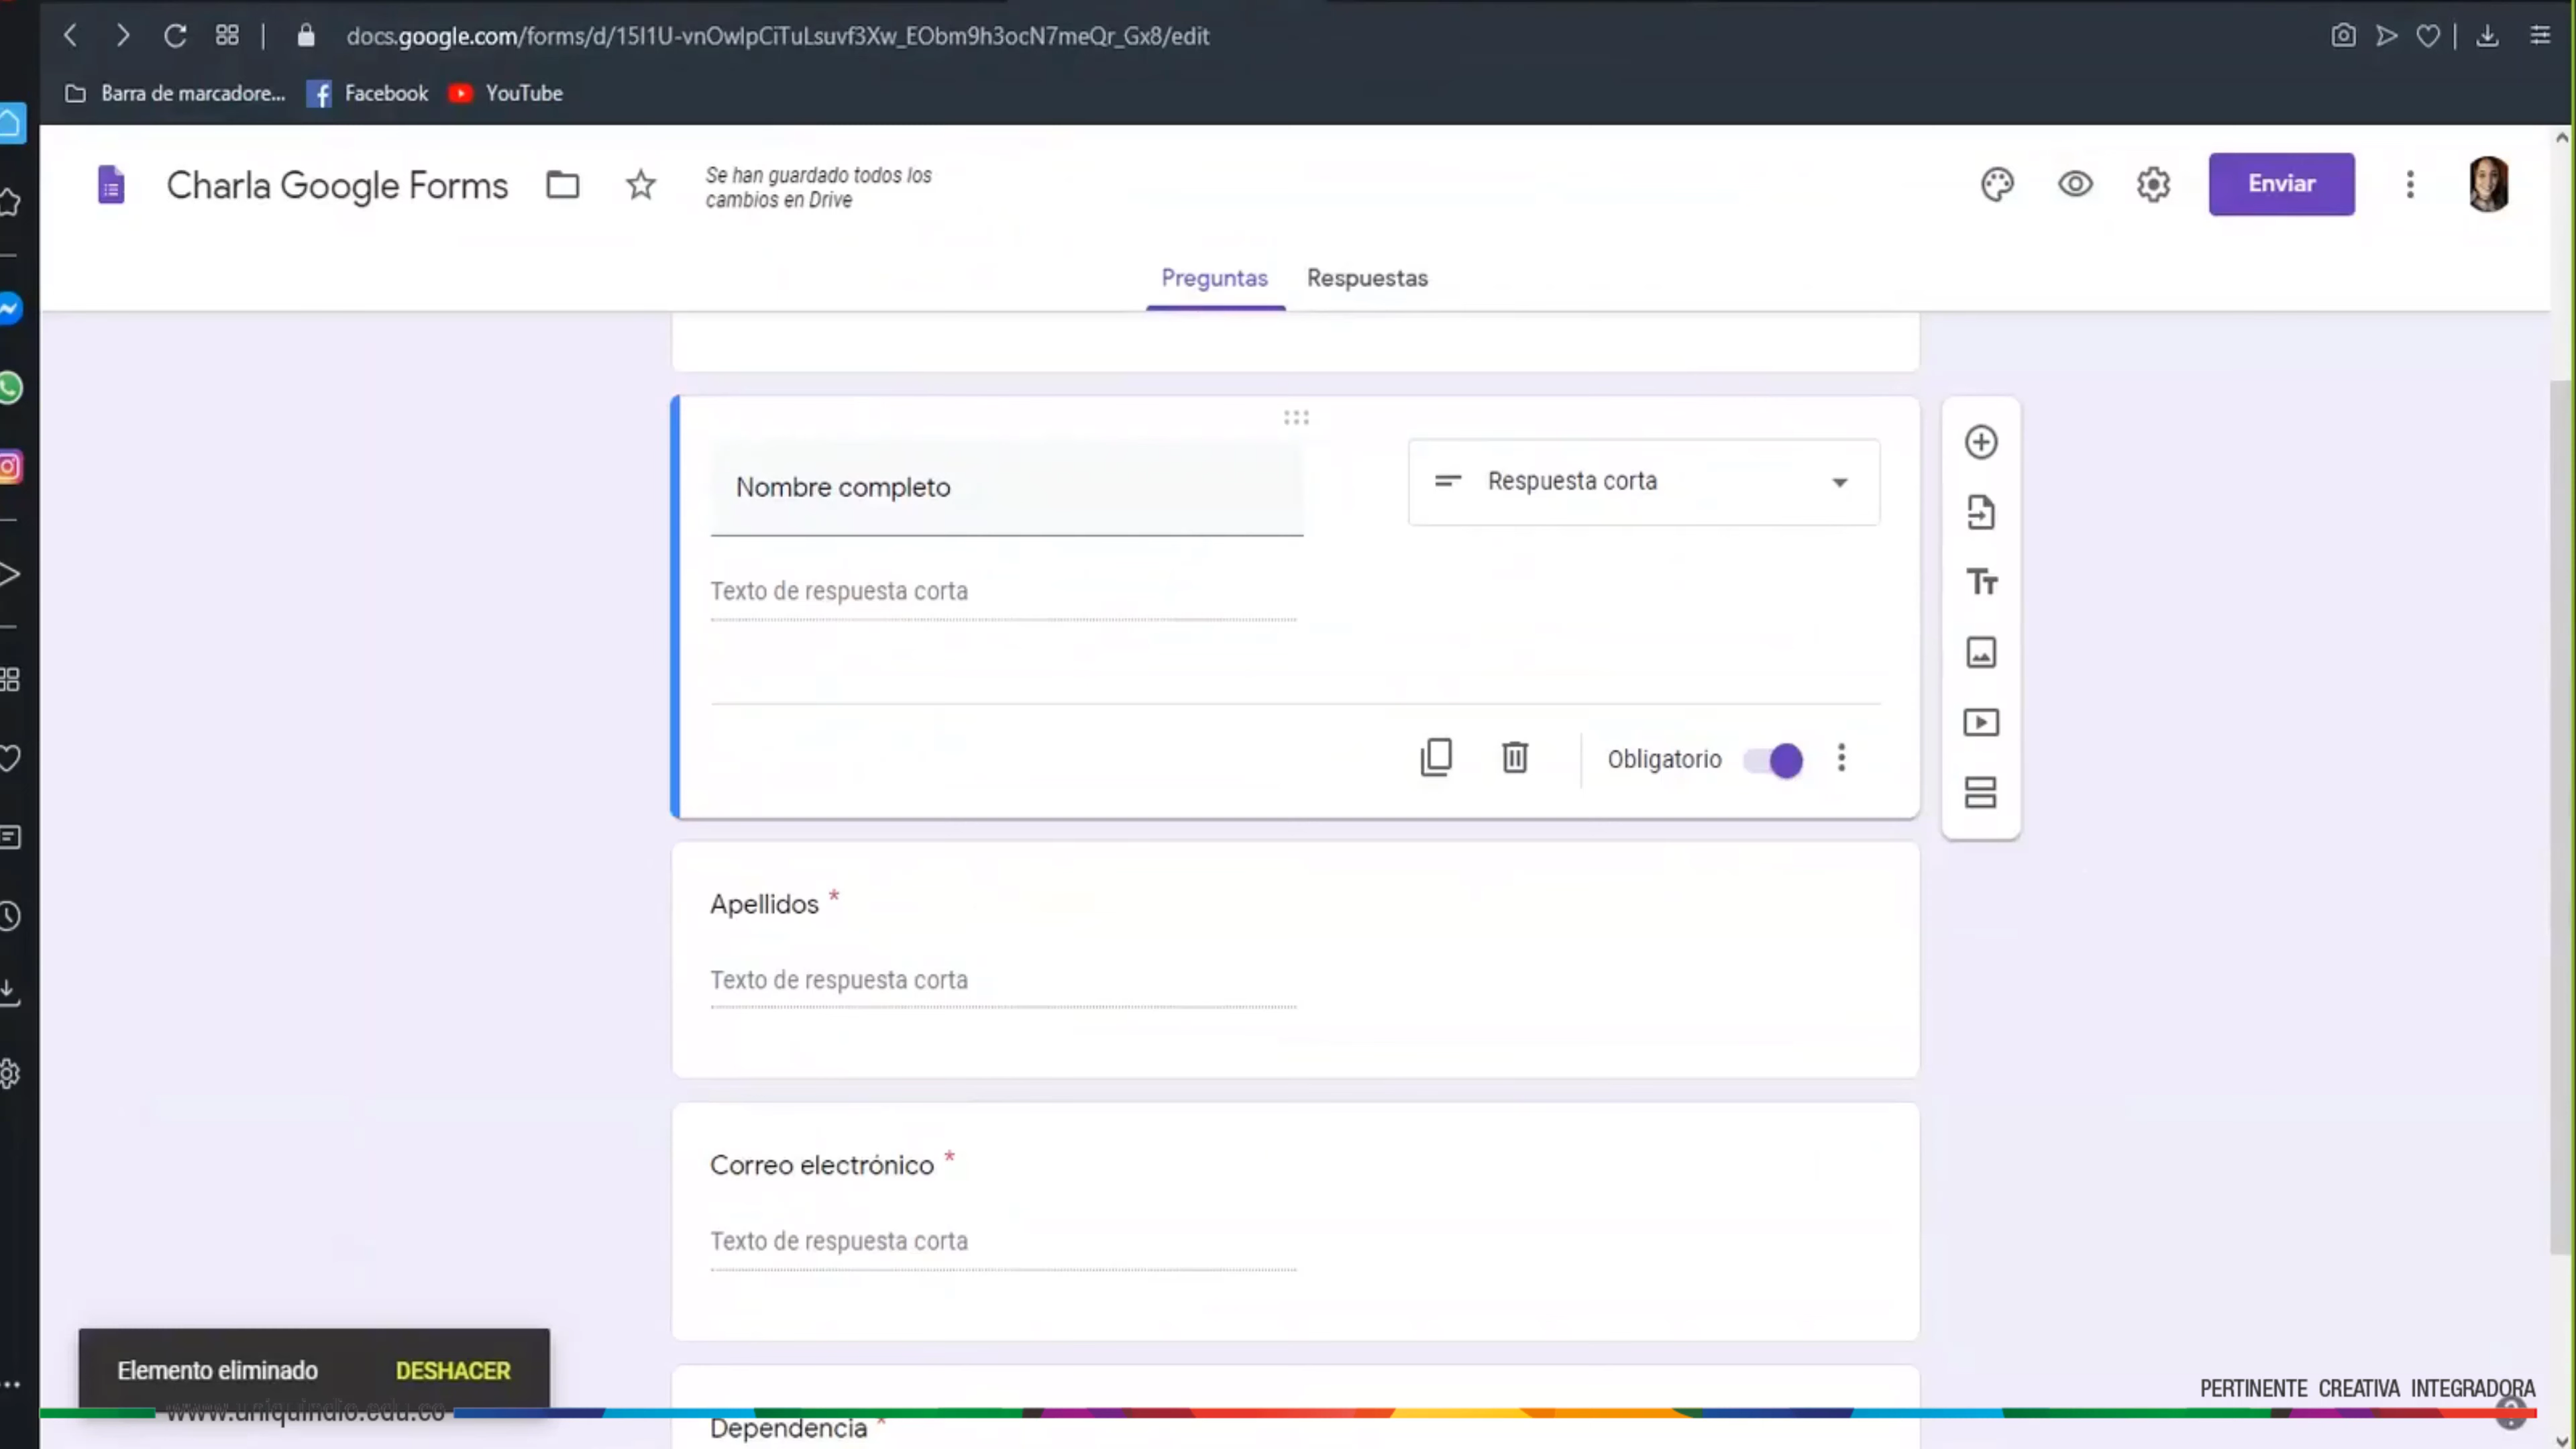 docs.google.com/forms/d/15I1U-vnOwIpCiTuLsuvf3Xw_EObm9h3ocN7meQr_Gx8/edit
Barra de marcadore... Facebook YouTube
Charla Google Forms
Se han guardado todos los
cambios en Drive
Enviar
Preguntas Respuestas
Nombre completo
Respuesta corta
Texto de respuesta corta
Obligatorio
Apellidos *
Texto de respuesta corta
Correo electrónico *
Texto de respuesta corta
Elemento eliminado DESHACER
PERTINENTE CREATIVA INTEGRADORA
www.uniquindio.edu.co
Dependencia *